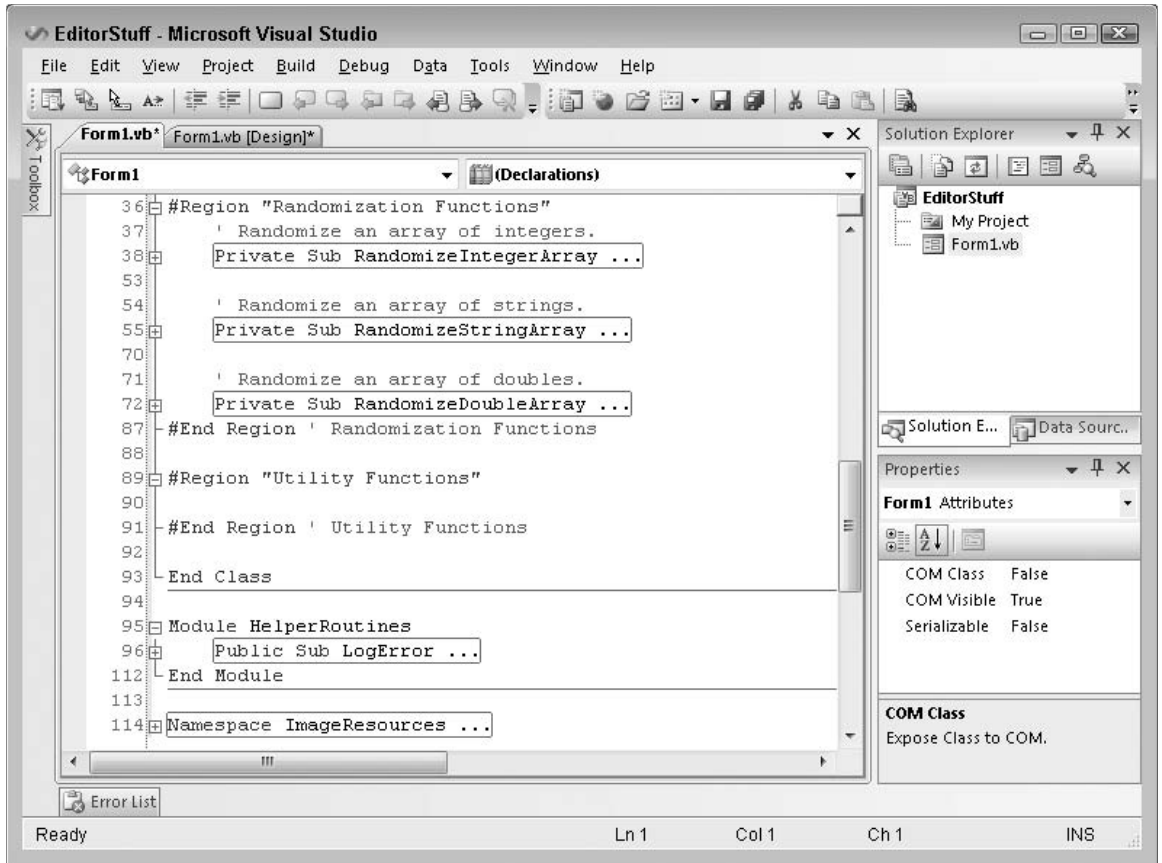 EditorStuff - Microsoft Visual Studio
File Edit View Project Build Debug Data Tools Window Help
Toolbox
Form1.vb* Form1.vb [Design]*
Form1 (Declarations)
36 #Region "Randomization Functions"
37 ' Randomize an array of integers.
38 Private Sub RandomizeIntegerArray ...
53
54 ' Randomize an array of strings.
55 Private Sub RandomizeStringArray ...
70
71 ' Randomize an array of doubles.
72 Private Sub RandomizeDoubleArray ...
87 #End Region ' Randomization Functions
88
89 #Region "Utility Functions"
90
91 #End Region ' Utility Functions
92
93 End Class
94
95 Module HelperRoutines
96 Public Sub LogError ...
112 End Module
113
114 Namespace ImageResources ...
Solution Explorer
EditorStuff
My Project
Form1.vb
Solution E... Data Sourc..
Properties
Form1 Attributes
COM Class False
COM Visible True
Serializable False
COM Class
Expose Class to COM.
Error List
Ready Ln 1 Col 1 Ch 1 INS